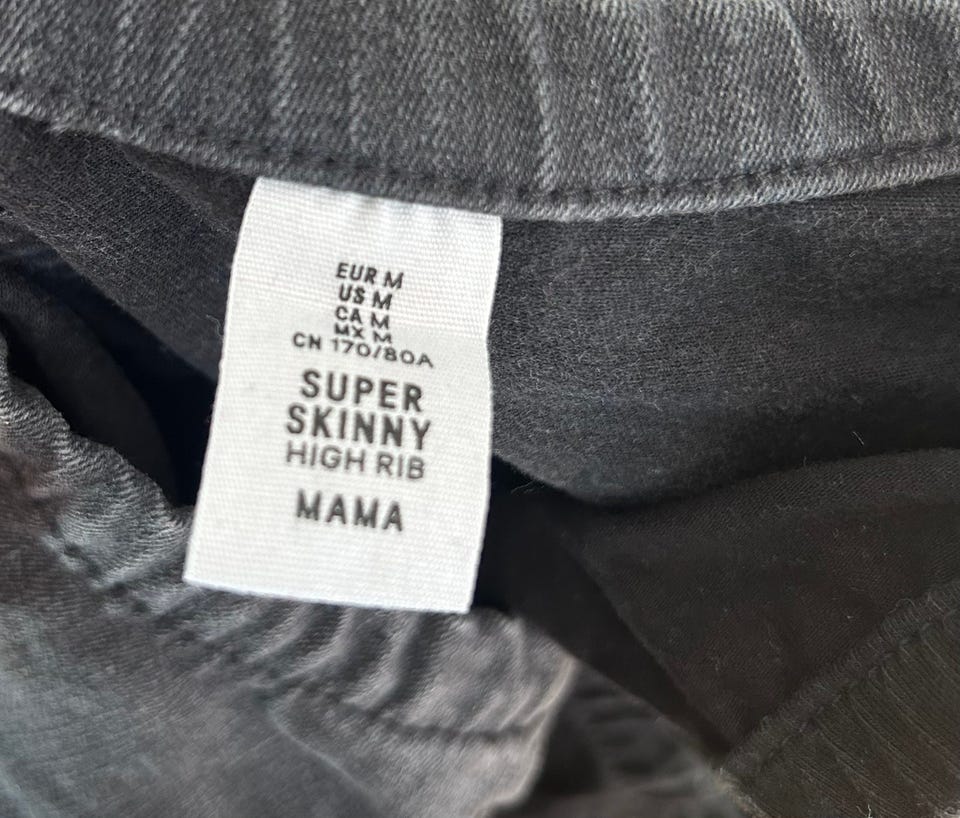 EUR M
US M
CA M
MX M
CN 170/80A
SUPER
SKINNY
HIGH RIB
MAMA